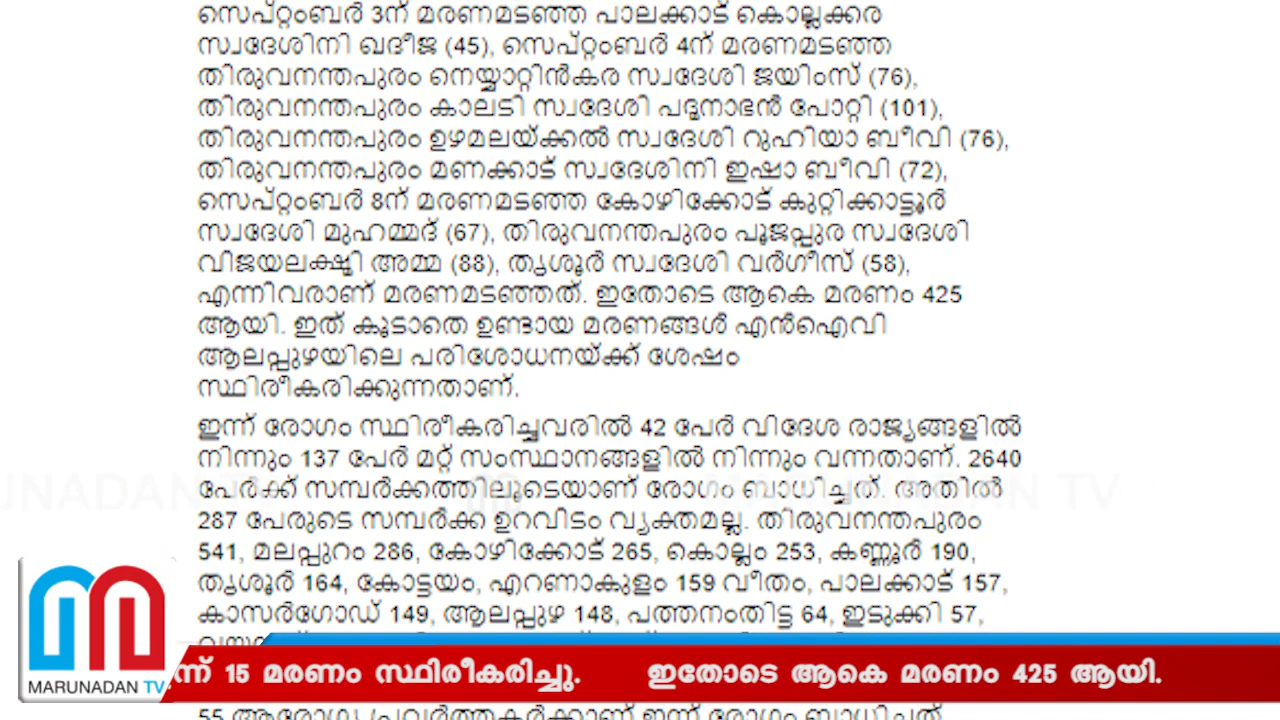 സെപ്റ്റംബർ 3ന് മരണമടഞ്ഞ പാലക്കാട് കൊല്ലക്കര
സ്വദേശിനി ഖദീജ (45), സെപ്റ്റംബർ 4ന് മരണമടഞ്ഞ
തിരുവനന്തപുരം നെയ്യാറ്റിൻകര സ്വദേശി ജയിംസ് (76),
തിരുവനന്തപുരം കാലടി സ്വദേശി പദ്മനാഭൻ പോറ്റി (101),
തിരുവനന്തപുരം ഉഴമലയ്ക്കൽ സ്വദേശി റുഹിയാ ബീവി (76),
തിരുവനന്തപുരം മണക്കാട് സ്വദേശിനി ഇഷാ ബീവി (72),
സെപ്റ്റംബർ 8ന് മരണമടഞ്ഞ കോഴിക്കോട് കുറ്റിക്കാട്ടൂർ
സ്വദേശി മുഹമ്മദ് (67), തിരുവനന്തപുരം പൂജപ്പുര സ്വദേശി
വിജയലക്ഷ്മി അമ്മ (88), തൃശൂർ സ്വദേശി വർഗീസ് (58),
എന്നിവരാണ് മരണമടഞ്ഞത്. ഇതോടെ ആകെ മരണം 425
ആയി. ഇത് കൂടാതെ ഉണ്ടായ മരണങ്ങൾ എൻഐവി
ആലപ്പുഴയിലെ പരിശോധനയ്ക്ക് ശേഷം
സ്ഥിരീകരിക്കുന്നതാണ്.
ഇന്ന് രോഗം സ്ഥിരീകരിച്ചവരിൽ 42 പേർ വിദേശ രാജ്യങ്ങളിൽ
നിന്നും 137 പേർ മറ്റ് സംസ്ഥാനങ്ങളിൽ നിന്നും വന്നതാണ്. 2640
പേർക്ക് സമ്പർക്കത്തിലൂടെയാണ് രോഗം ബാധിച്ചത്. അതിൽ
287 പേരുടെ സമ്പർക്ക ഉറവിടം വ്യക്തമല്ല. തിരുവനന്തപുരം
541, മലപ്പുറം 286, കോഴിക്കോട് 265, കൊല്ലം 253, കണ്ണൂർ 190,
തൃശൂർ 164, കോട്ടയം, എറണാകുളം 159 വീതം, പാലക്കാട് 157,
കാസർഗോഡ് 149, ആലപ്പുഴ 148, പത്തനംതിട്ട 64, ഇടുക്കി 57,
ന്ന് 15 മരണം സ്ഥിരീകരിച്ചു. ഇതോടെ ആകെ മരണം 425 ആയി.
MARUNADAN TV
55 ആരോഗ്യ പ്രവർത്തകർക്കാണ് ഇന്ന് രോഗം ബാധിച്ചത്.